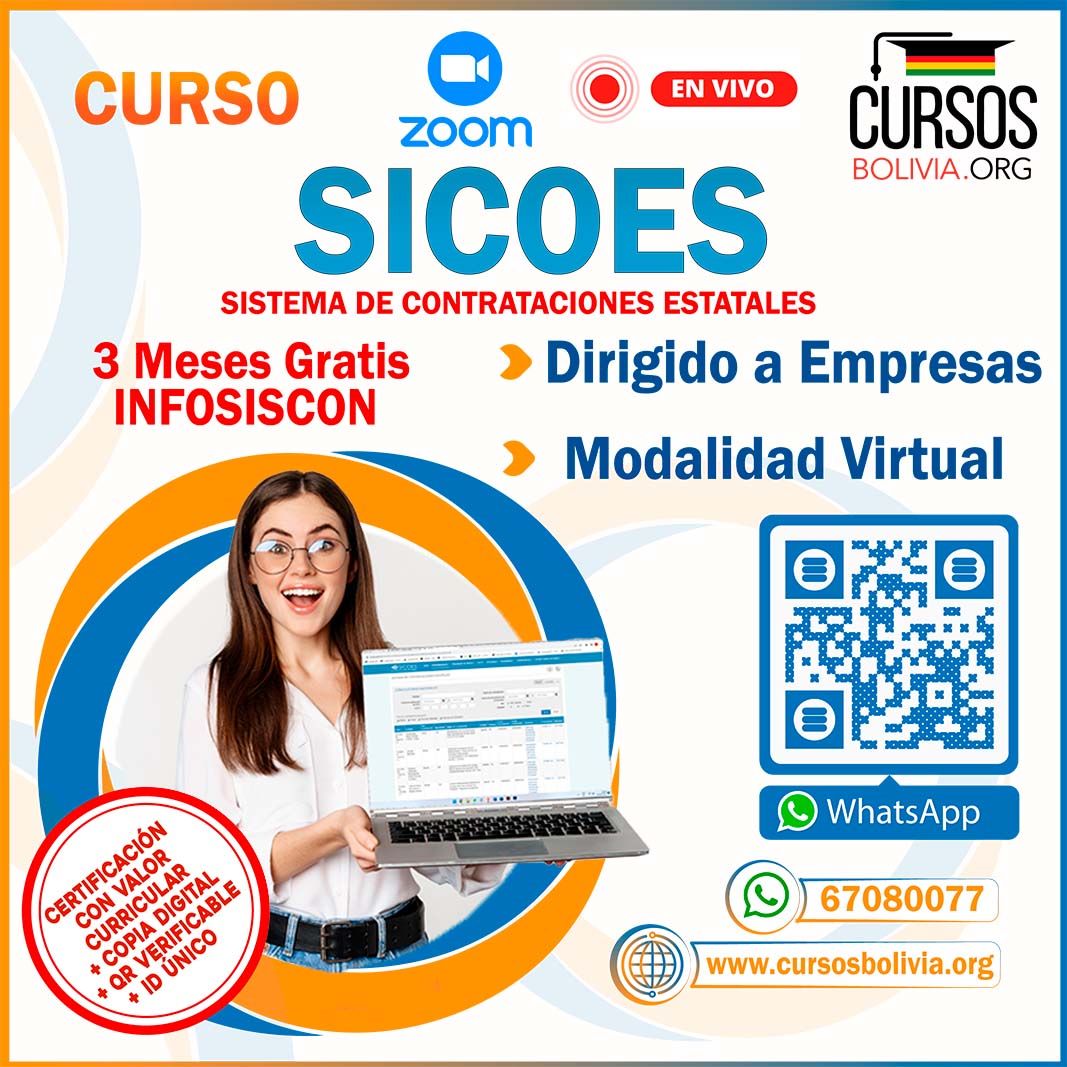 CURSO
zoom
EN VIVO
CURSOS
BOLIVIA.ORG
SICOES
SISTEMA DE CONTRATACIONES ESTATALES
3 Meses Gratis
INFOSISCON
Dirigido a Empresas
Modalidad Virtual
SICOES
WhatsApp
67080077
www.cursosbolivia.org
CERTIFICACIÓN
CON VALOR
CURRICULAR
+ COPIA DIGITAL
+ QR VERIFICABLE
+ ID ÚNICO